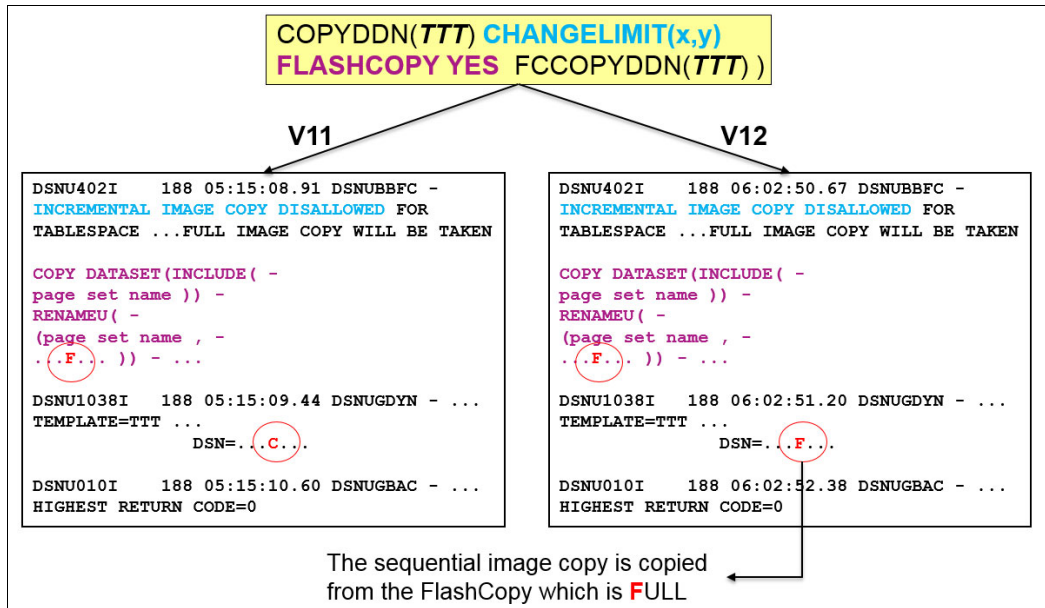 COPYDDN(TTT) CHANGELIMIT(x,y)
FLASHCOPY YES FCCOPYDDN(TTT) )
V11
V12
DSNU402I 188 05:15:08.91 DSNUBBFC -
INCREMENTAL IMAGE COPY DISALLOWED FOR
TABLESPACE ...FULL IMAGE COPY WILL BE TAKEN
COPY DATASET(INCLUDE( -
page set name )) -
RENAMEU( -
(page set name , -
...F... )) - ...
DSNU1038I 188 05:15:09.44 DSNUGDYN - ...
TEMPLATE=TTT ...
DSN=...C...
DSNU010I 188 05:15:10.60 DSNUGBAC - ...
HIGHEST RETURN CODE=0
DSNU402I 188 06:02:50.67 DSNUBBFC -
INCREMENTAL IMAGE COPY DISALLOWED FOR
TABLESPACE ...FULL IMAGE COPY WILL BE TAKEN
COPY DATASET(INCLUDE( -
page set name )) -
RENAMEU( -
(page set name , -
...F... )) - ...
DSNU1038I 188 06:02:51.20 DSNUGDYN - ...
TEMPLATE=TTT ...
DSN=...F...
DSNU010I 188 06:02:52.38 DSNUGBAC - ...
HIGHEST RETURN CODE=0
The sequential image copy is copied
from the FlashCopy which is FULL